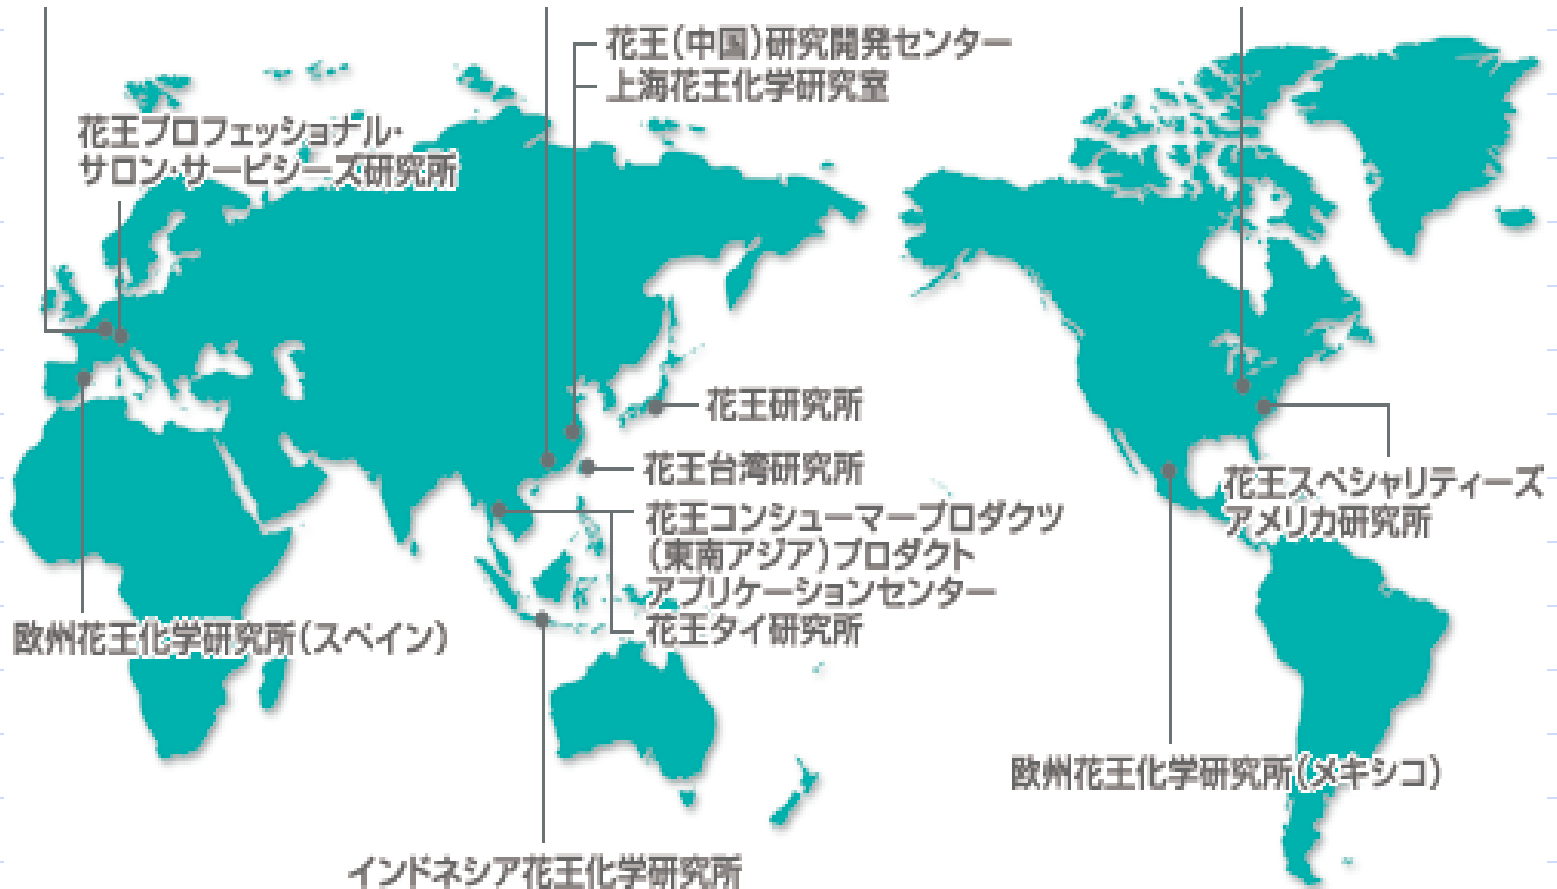 花王(中国)研究開発センター
上海花王化学研究室
花王プロフェッショナル・
サロン・サービシーズ研究所
花王研究所
花王台湾研究所
花王コンシューマープロダクツ
(東南アジア)プロダクト
アプリケーションセンター
花王タイ研究所
花王スペシャリティーズ
アメリカ研究所
欧州花王化学研究所(スペイン)
欧州花王化学研究所(メキシコ)
インドネシア花王化学研究所